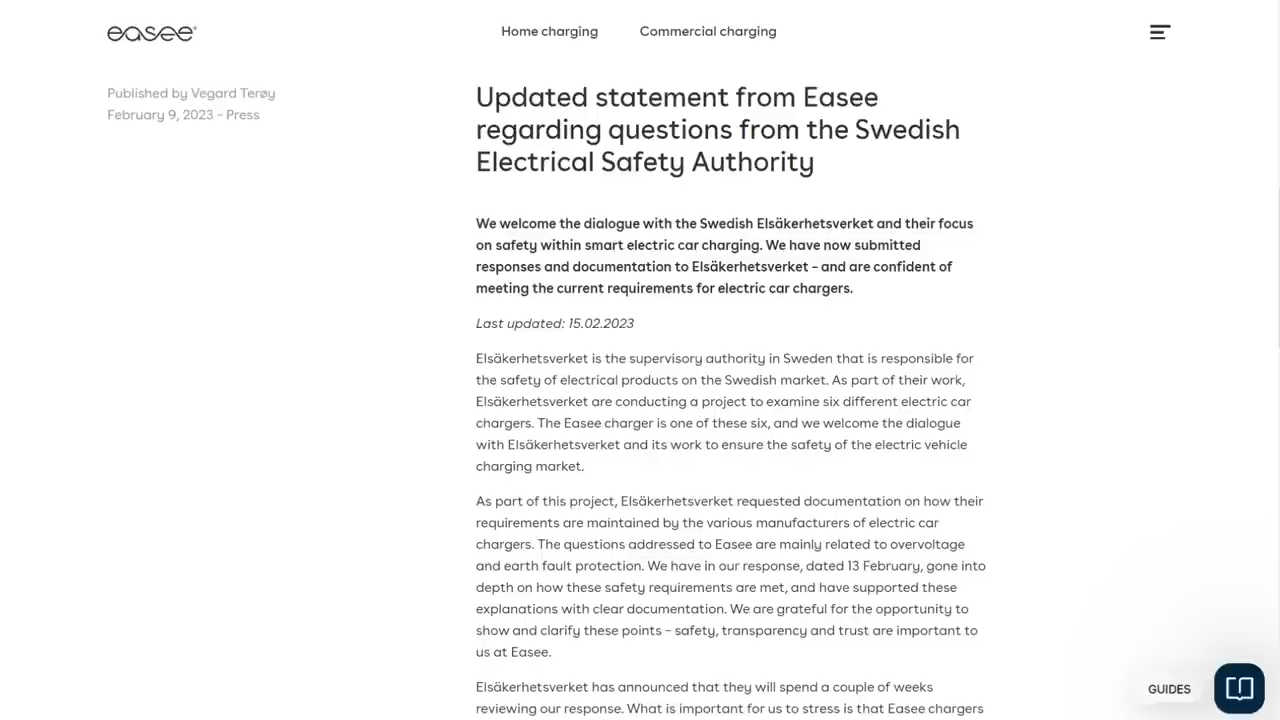 easee
Home charging
Commercial charging
Published by Vegard Terøy
February 9, 2023 – Press
Updated statement from Easee
regarding questions from the Swedish
Electrical Safety Authority
We welcome the dialogue with the Swedish Elsäkerhetsverket and their focus
on safety within smart electric car charging. We have now submitted
responses and documentation to Elsäkerhetsverket – and are confident of
meeting the current requirements for electric car chargers.
Last updated: 15.02.2023
Elsäkerhetsverket is the supervisory authority in Sweden that is responsible for
the safety of electrical products on the Swedish market. As part of their work,
Elsäkerhetsverket are conducting a project to examine six different electric car
chargers. The Easee charger is one of these six, and we welcome the dialogue
with Elsäkerhetsverket and its work to ensure the safety of the electric vehicle
charging market.
As part of this project, Elsäkerhetsverket requested documentation on how their
requirements are maintained by the various manufacturers of electric car
chargers. The questions addressed to Easee are mainly related to overvoltage
and earth fault protection. We have in our response, dated 13 February, gone into
depth on how these safety requirements are met, and have supported these
explanations with clear documentation. We are grateful for the opportunity to
show and clarify these points – safety, transparency and trust are important to
us at Easee.
Elsäkerhetsverket has announced that they will spend a couple of weeks
reviewing our response. What is important for us to stress is that Easee chargers
GUIDES